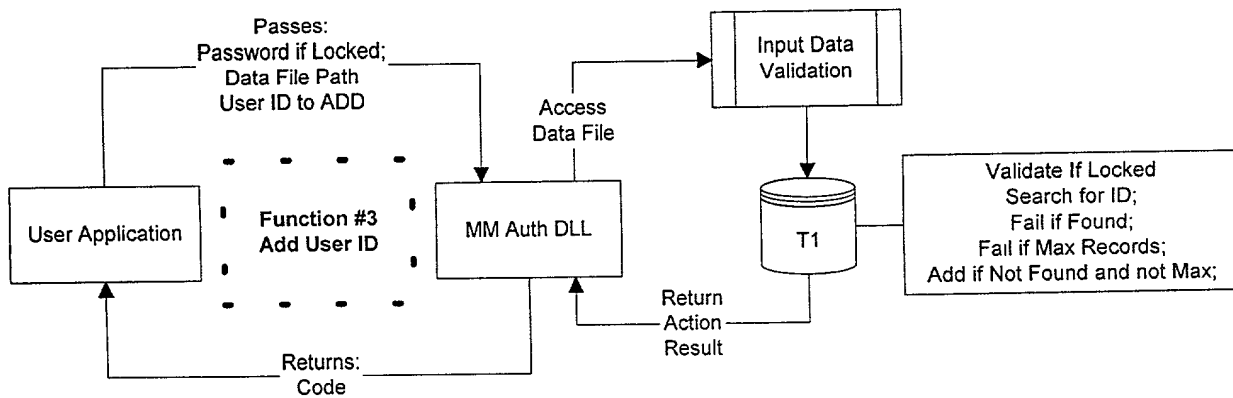 Passes:
Password if Locked;
Data File Path
User ID to ADD
Input Data
Validation
Access
Data File
User Application
Function #3
Add User ID
MM Auth DLL
T1
Validate If Locked
Search for ID;
Fail if Found;
Fail if Max Records;
Add if Not Found and not Max;
Return
Action
Result
Returns:
Code